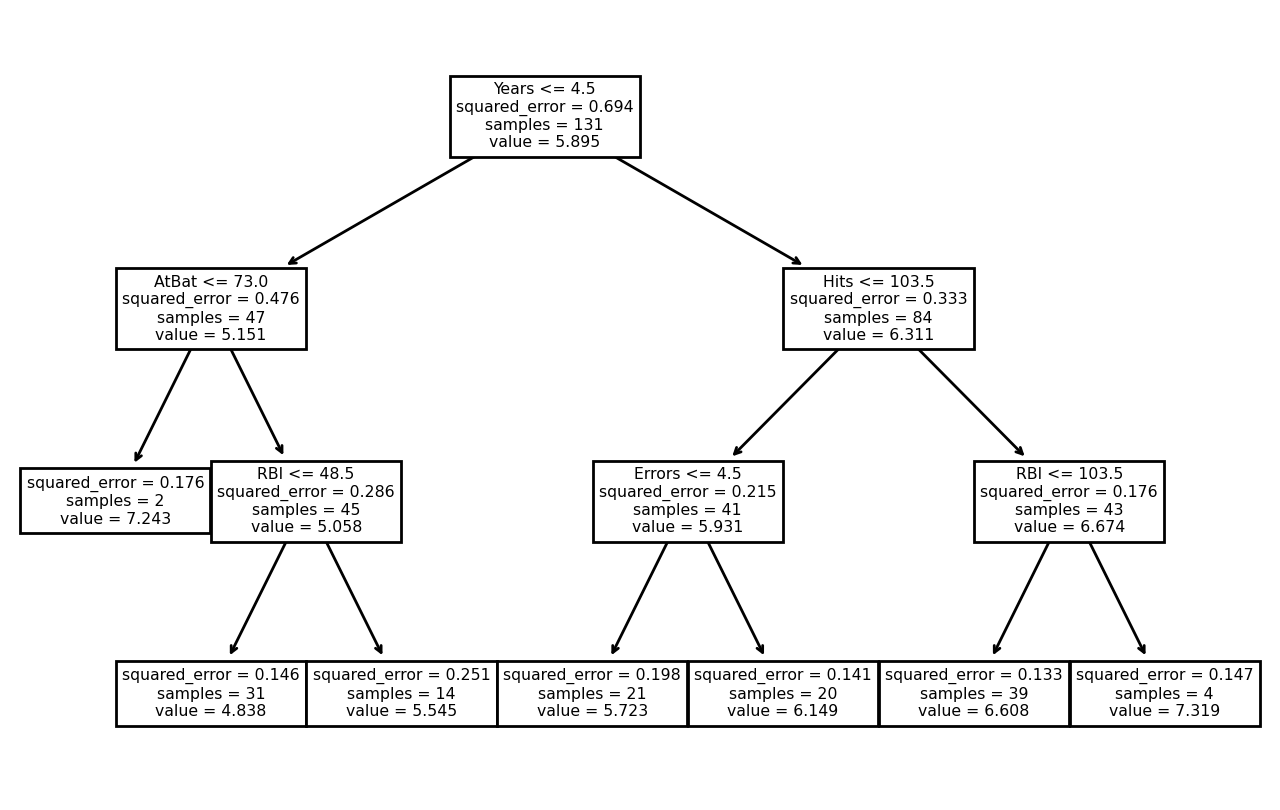 Years <= 4.5
squared_error = 0.694
samples = 131
value = 5.895
AtBat <= 73.0
squared_error = 0.476
samples = 47
value = 5.151
Hits <= 103.5
squared_error = 0.333
samples = 84
value = 6.311
squared_error = 0.176
samples = 2
value = 7.243
RBI <= 48.5
squared_error = 0.286
samples = 45
value = 5.058
Errors <= 4.5
squared_error = 0.215
samples = 41
value = 5.931
RBI <= 103.5
squared_error = 0.176
samples = 43
value = 6.674
squared_error = 0.146
samples = 31
value = 4.838
squared_error = 0.251
samples = 14
value = 5.545
squared_error = 0.198
samples = 21
value = 5.723
squared_error = 0.141
samples = 20
value = 6.149
squared_error = 0.133
samples = 39
value = 6.608
squared_error = 0.147
samples = 4
value = 7.319